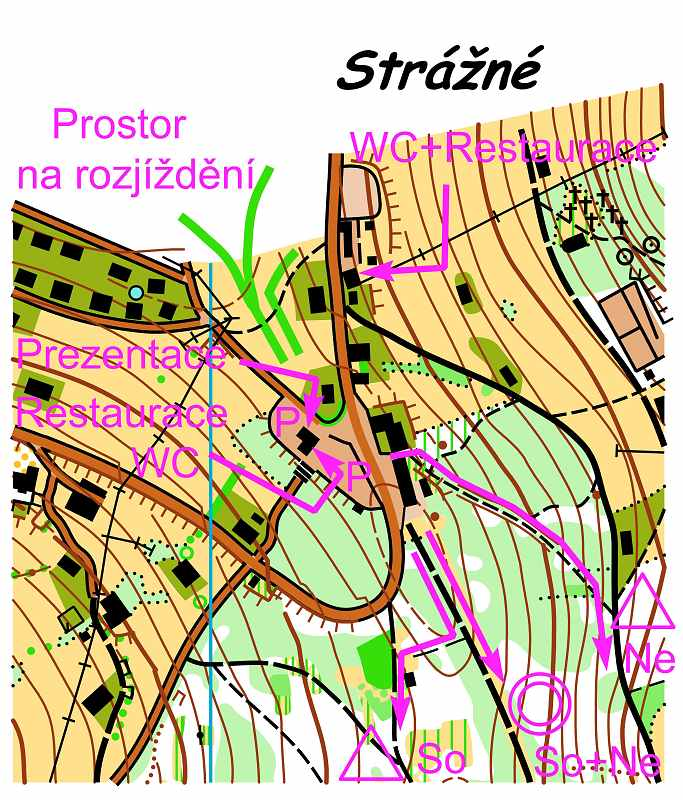 Strážné
Prostor
na rozjíždění
WC+Restaurace
Prezentace
Restaurace
P
WC
P
Ne
So
So+Ne